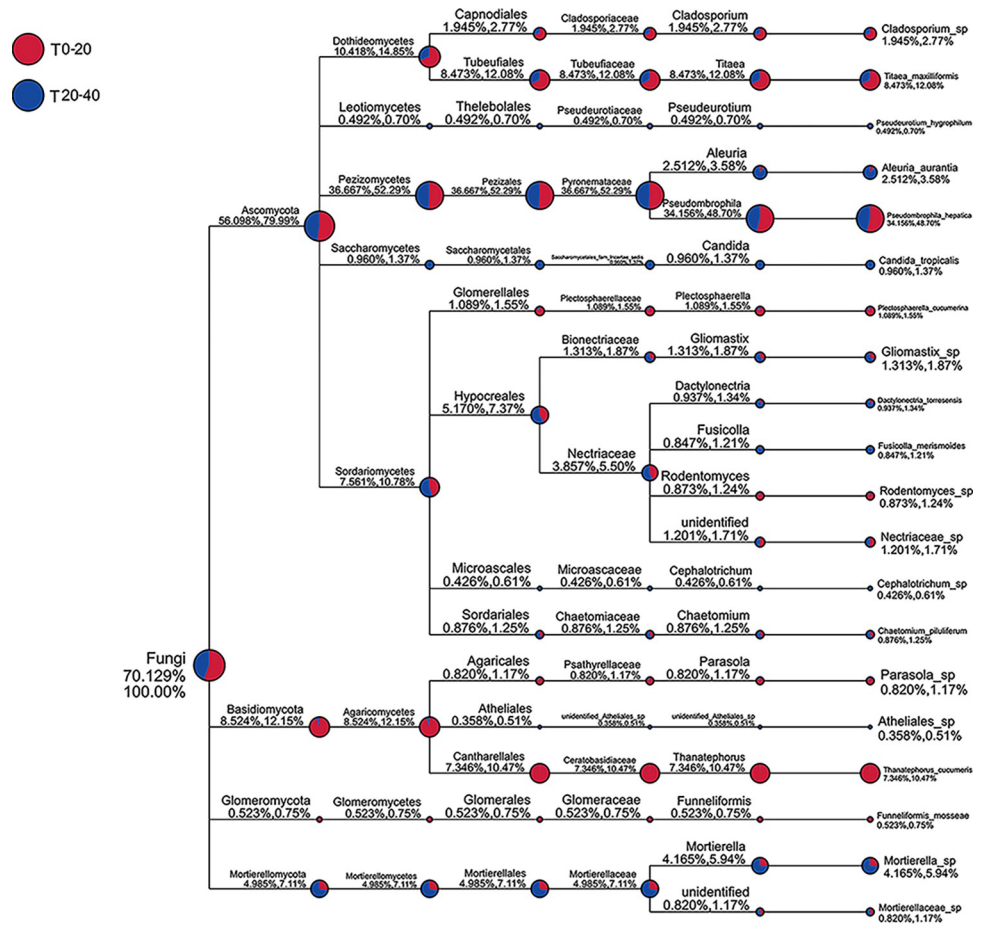 T0-20
T20-40
Capnodiales
1.945%,2.77%
Cladosporiaceae
1.945%,2.77%
Cladosporium
1.945%,2.77%
Cladosporium_sp
1.945%,2.77%
Dothideomycetes
10.418%,14.85%
Tubeufiales
8.473%,12.08%
Tubeufiaceae
8.473%,12.08%
Titaea
8.473%,12.08%
Titaea_maxilliformis
8.473%,12.08%
Leotiomycetes
0.492%,0.70%
Thelebolales
0.492%,0.70%
Pseudeurotiaceae
0.492%,0.70%
Pseudeurotium
0.492%,0.70%
Pseudeurotium_hygrophilum
0.492%,0.70%
Aleuria
2.512%,3.58%
Aleuria_aurantia
2.512%,3.58%
Pezizomycetes
36.667%,52.29%
Pezizales
36.667%,52.29%
Pyronemataceae
36.667%,52.29%
Pseudombrophila
34.156%,48.70%
Pseudombrophila_hepatica
34.156%,48.70%
Ascomycota
56.098%,79.99%
Saccharomycetes
0.960%,1.37%
Saccharomycetales
0.960%,1.37%
Saccharomycetales_fam_Incertae_sedis
0.960%,1.37%
Candida
0.960%,1.37%
Candida_tropicalis
0.960%,1.37%
Glomerellales
1.089%,1.55%
Plectosphaerellaceae
1.089%,1.55%
Plectosphaerella
1.089%,1.55%
Plectosphaerella_cucumerina
1.089%,1.55%
Bionectriaceae
1.313%,1.87%
Gliomastix
1.313%,1.87%
Gliomastix_sp
1.313%,1.87%
Hypocreales
5.170%,7.37%
Dactylonectria
0.937%,1.34%
Dactylonectria_torresensis
0.937%,1.34%
Fusicolla
0.847%,1.21%
Fusicolla_merismoides
0.847%,1.21%
Nectriaceae
3.857%,5.50%
Rodentomyces
0.873%,1.24%
Rodentomyces_sp
0.873%,1.24%
Sordariomycetes
7.561%,10.78%
unidentified
1.201%,1.71%
Nectriaceae_sp
1.201%,1.71%
Microascales
0.426%,0.61%
Microascaceae
0.426%,0.61%
Cephalotrichum
0.426%,0.61%
Cephalotrichum_sp
0.426%,0.61%
Sordariales
0.876%,1.25%
Chaetomiaceae
0.876%,1.25%
Chaetomium
0.876%,1.25%
Chaetomium_piluliferum
0.876%,1.25%
Fungi
70.129%
100.00%
Agaricales
0.820%,1.17%
Psathyrellaceae
0.820%,1.17%
Parasola
0.820%,1.17%
Parasola_sp
0.820%,1.17%
Basidiomycota
8.524%,12.15%
Agaricomycetes
8.524%,12.15%
Atheliales
0.358%,0.51%
unidentified_Atheliales_sp
0.358%,0.51%
unidentified_Atheliales_sp
0.358%,0.51%
Atheliales_sp
0.358%,0.51%
Cantharellales
7.346%,10.47%
Ceratobasidiaceae
7.346%,10.47%
Thanatephorus
7.346%,10.47%
Thanatephorus_cucumeris
7.346%,10.47%
Glomeromycota
0.523%,0.75%
Glomeromycetes
0.523%,0.75%
Glomerales
0.523%,0.75%
Glomeraceae
0.523%,0.75%
Funneliformis
0.523%,0.75%
Funneliformis_mosseae
0.523%,0.75%
Mortierella
4.165%,5.94%
Mortierella_sp
4.165%,5.94%
Mortierellomycota
4.985%,7.11%
Mortierellomycetes
4.985%,7.11%
Mortierellales
4.985%,7.11%
Mortierellaceae
4.985%,7.11%
unidentified
0.820%,1.17%
Mortierellaceae_sp
0.820%,1.17%